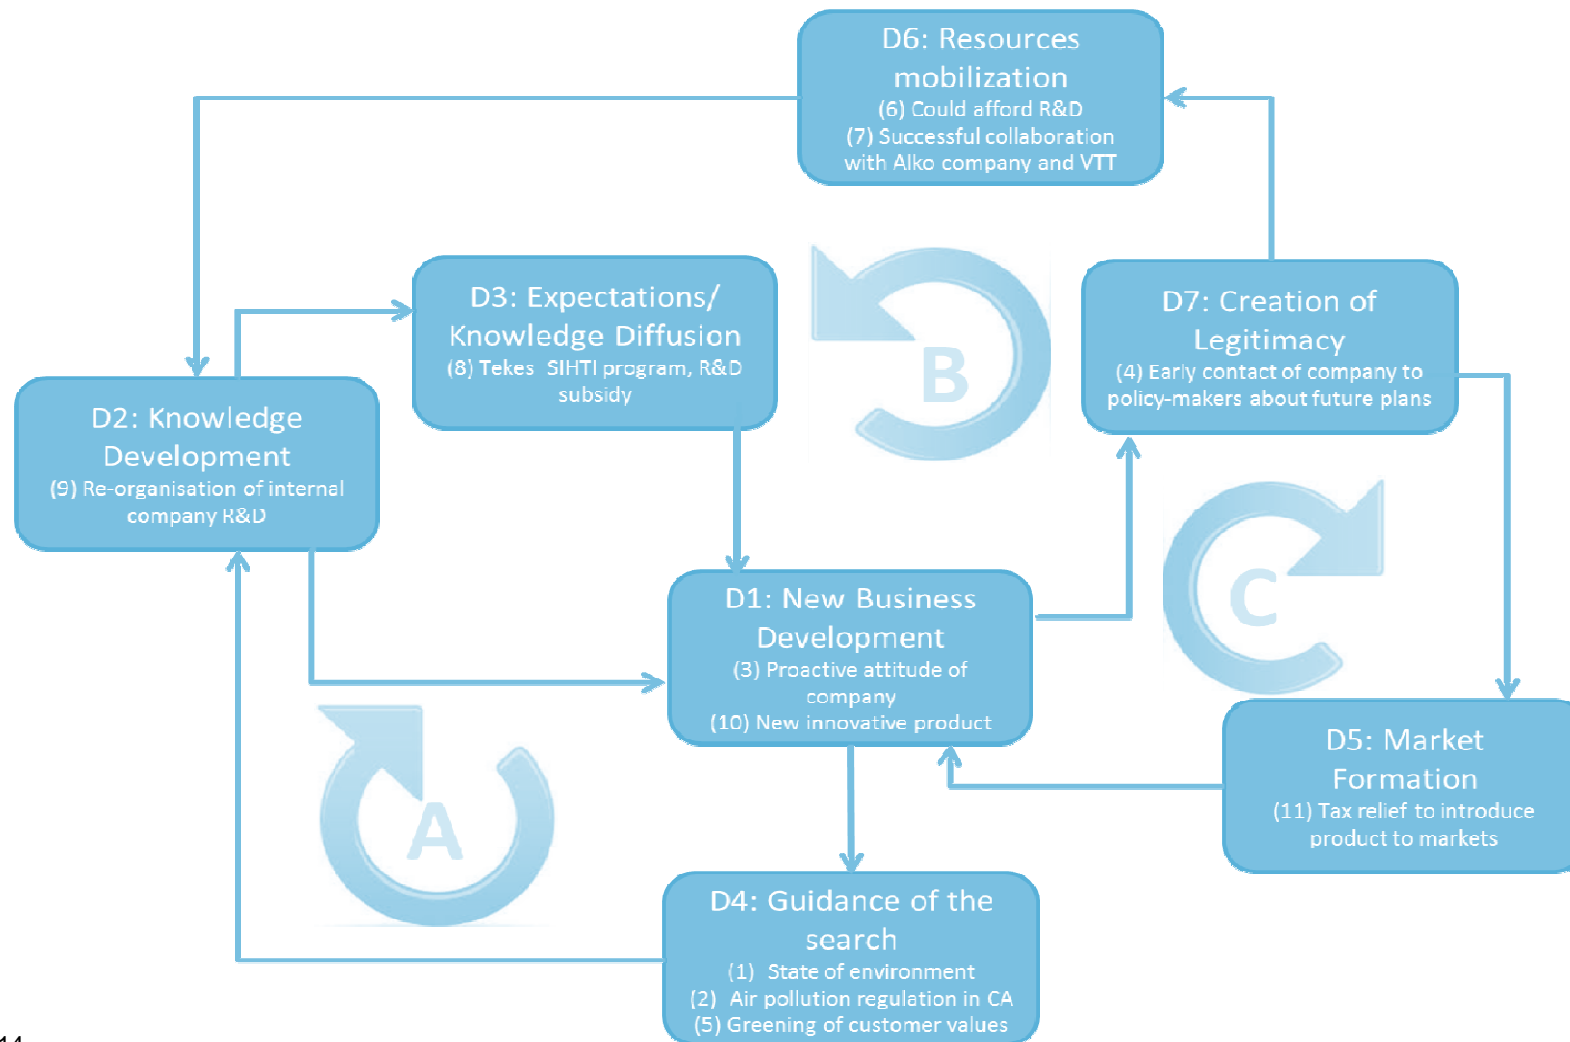 D6: Resources
mobilization
(6) Could afford R&D
(7) Successful collaboration
with Alko company and VTT
D3: Expectations/
Knowledge Diffusion
(8) Tekes SIHTI program, R&D
subsidy
B
D7: Creation of
Legitimacy
(4) Early contact of company to
policy-makers about future plans
D2: Knowledge
Development
(9) Re-organisation of internal
company R&D
C
D1: New Business
Development
(3) Proactive attitude of
company
(10) New innovative product
D5: Market
Formation
(11) Tax relief to introduce
product to markets
A
D4: Guidance of the
search
(1) State of environment
(2) Air pollution regulation in CA
(5) Greening of customer values